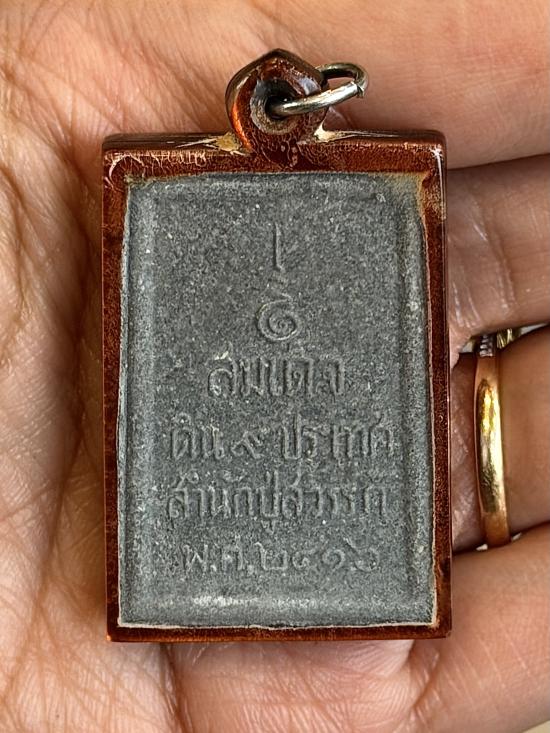 สมเด็จ
ดิน ๙ ประเทศ
สำนักปู่สวรรค์
พ.ศ.๒๕๑๖